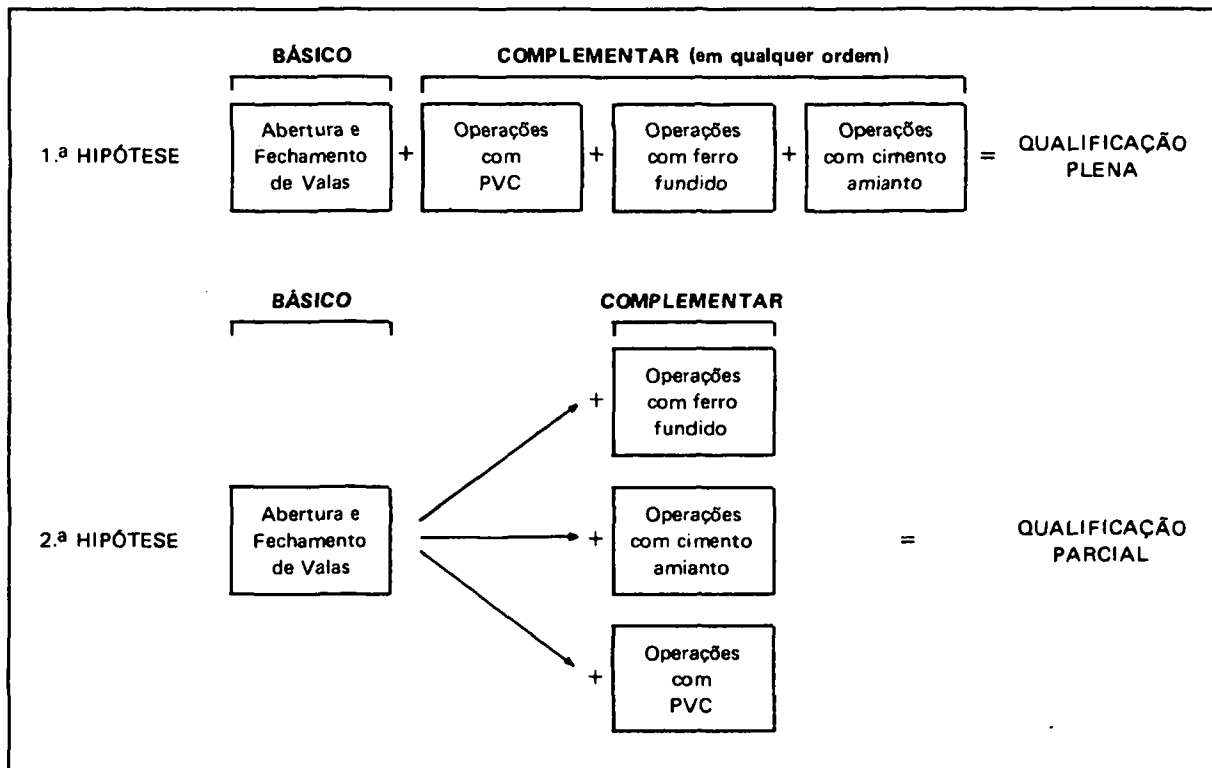 BÁSICO
COMPLEMENTAR (em qualquer ordem)
1.ª HIPÓTESE
Abertura e
Fechamento
de Valas
+
Operações
com
PVC
+
Operações
com ferro
fundido
+
Operações
com cimento
amianto
=
QUALIFICAÇÃO
PLENA
BÁSICO
COMPLEMENTAR
2.ª HIPÓTESE
Abertura e
Fechamento
de Valas
+
Operações
com ferro
fundido
+
Operações
com cimento
amianto
+
Operações
com
PVC
=
QUALIFICAÇÃO
PARCIAL